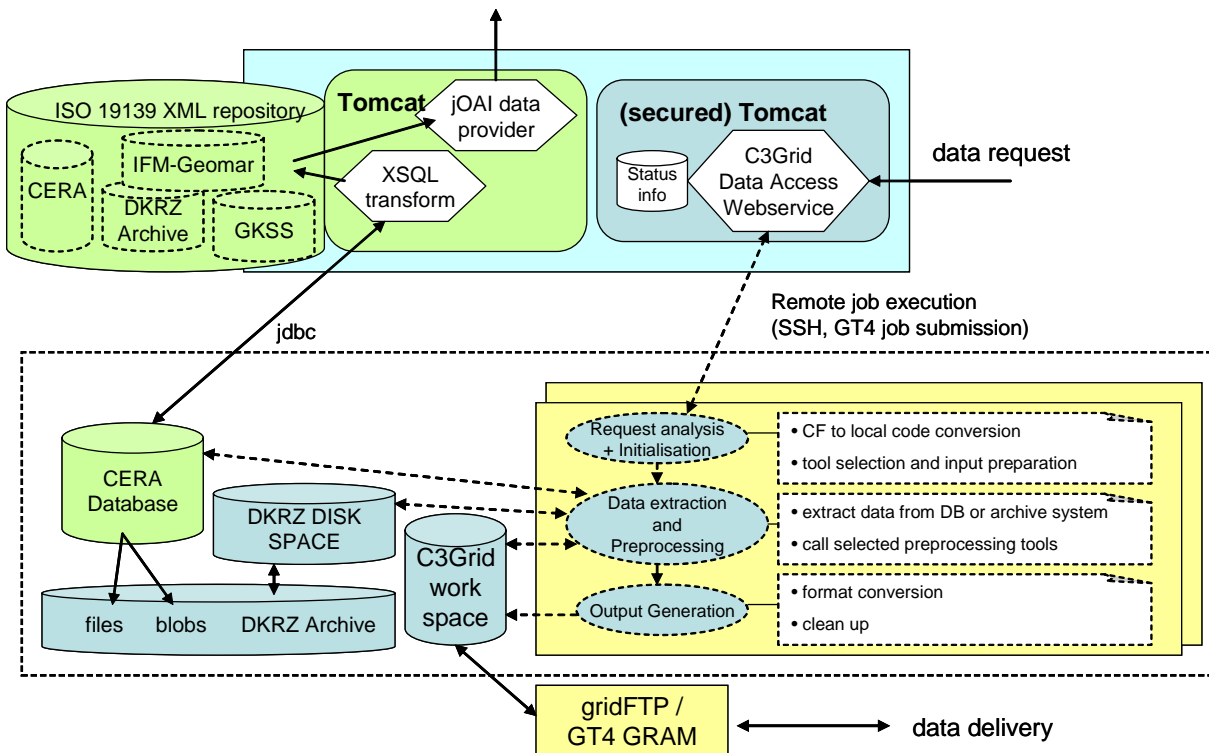 ISO 19139 XML repository
CERA
IFM-Geomar
DKRZ
Archive
GKSS
Tomcat
jOAI data
provider
XSQL
transform
(secured) Tomcat
Status
info
C3Grid
Data Access
Webservice
data request
jdbc
Remote job execution
(SSH, GT4 job submission)
CERA
Database
DKRZ DISK
SPACE
files
blobs
DKRZ Archive
C3Grid
work
space
Request analysis
+ Initialisation
• CF to local code conversion
• tool selection and input preparation
Data extraction
and
Preprocessing
• extract data from DB or archive system
• call selected preprocessing tools
Output Generation
• format conversion
• clean up
gridFTP /
GT4 GRAM
data delivery